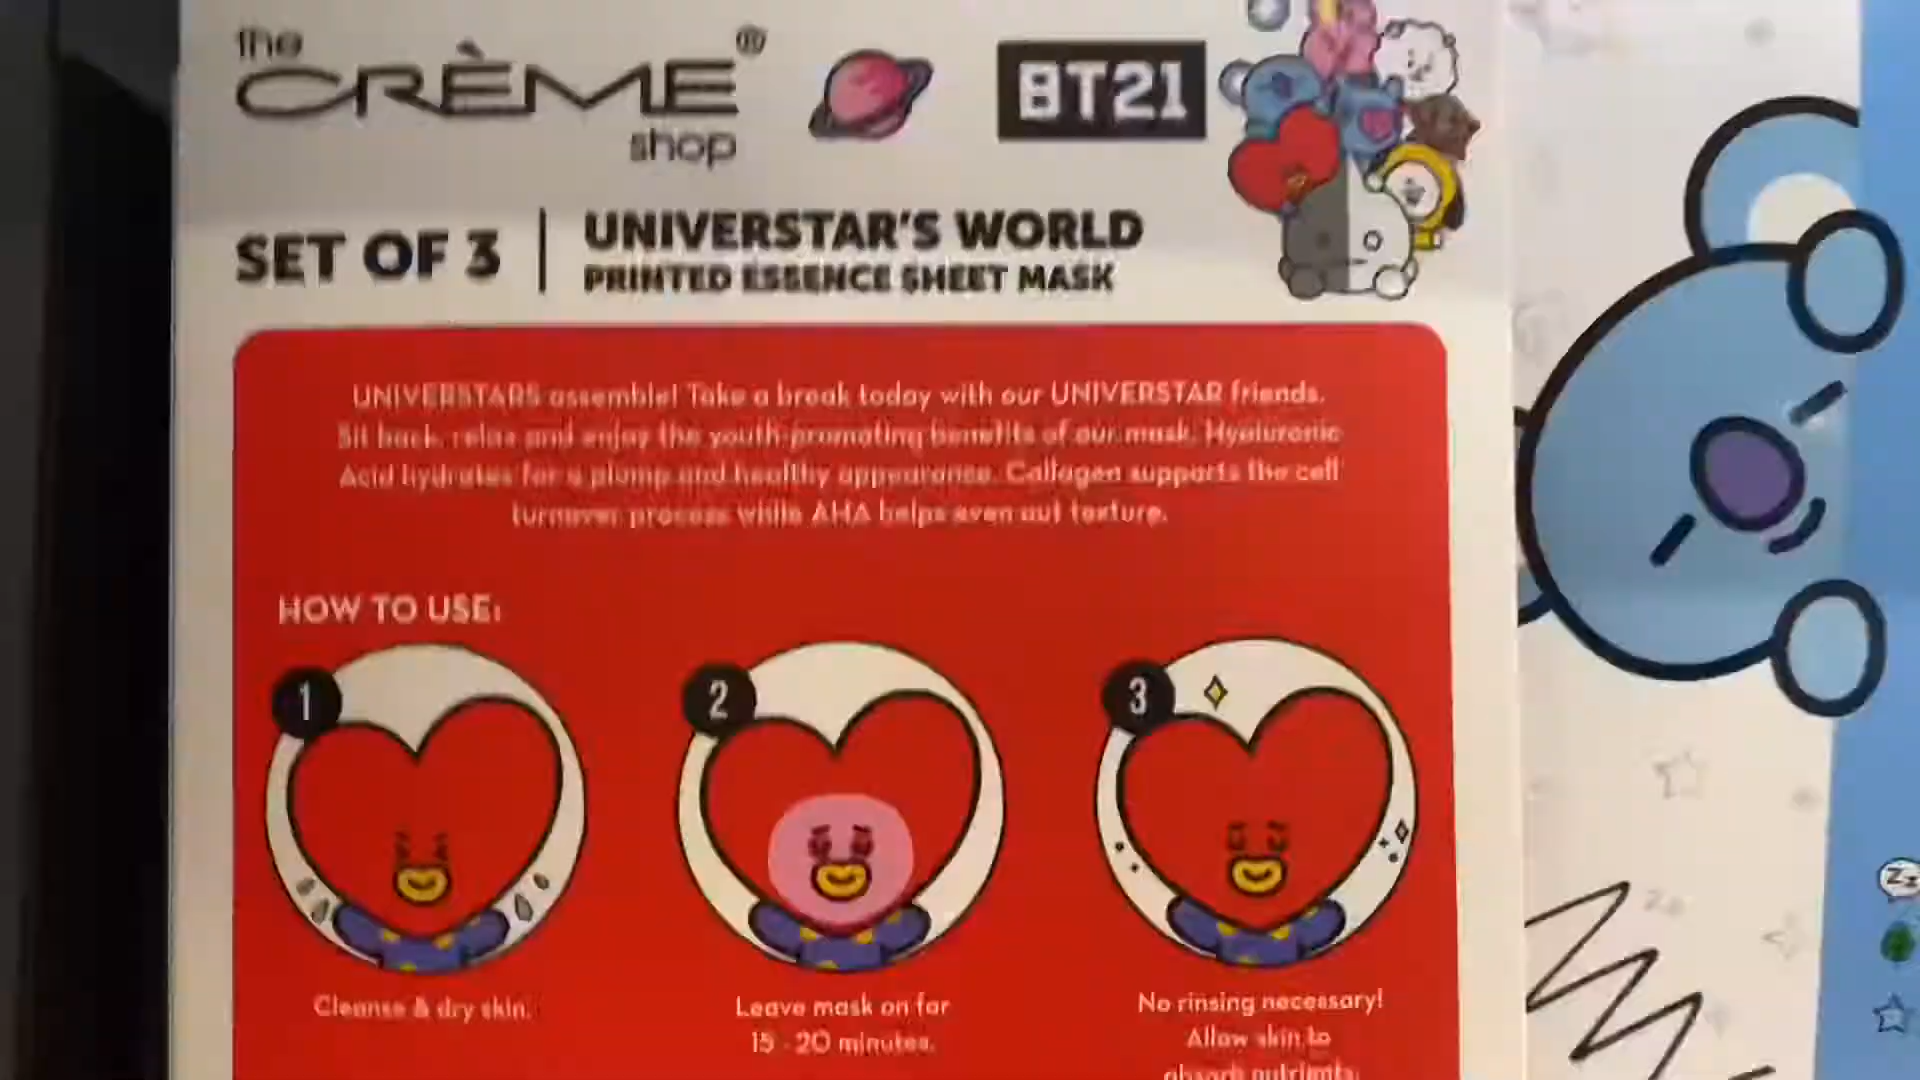 the
CRÈME®
shop
BT21
SET OF 3
UNIVERSTAR'S WORLD
PRINTED ESSENCE SHEET MASK
UNIVERSTARS assemble! Take a break today with our UNIVERSTAR friends.
Sit back, relax and enjoy the youth-promoting benefits of our mask. Hyaluronic
Acid hydrates for a plump and healthy appearance. Collagen supports the cell
turnover process while AHA helps even out texture.
HOW TO USE:
1
2
3
Cleanse & dry skin.
Leave mask on for
15 - 20 minutes.
No rinsing necessary!
Allow skin to
absorb nutrients.
Zz